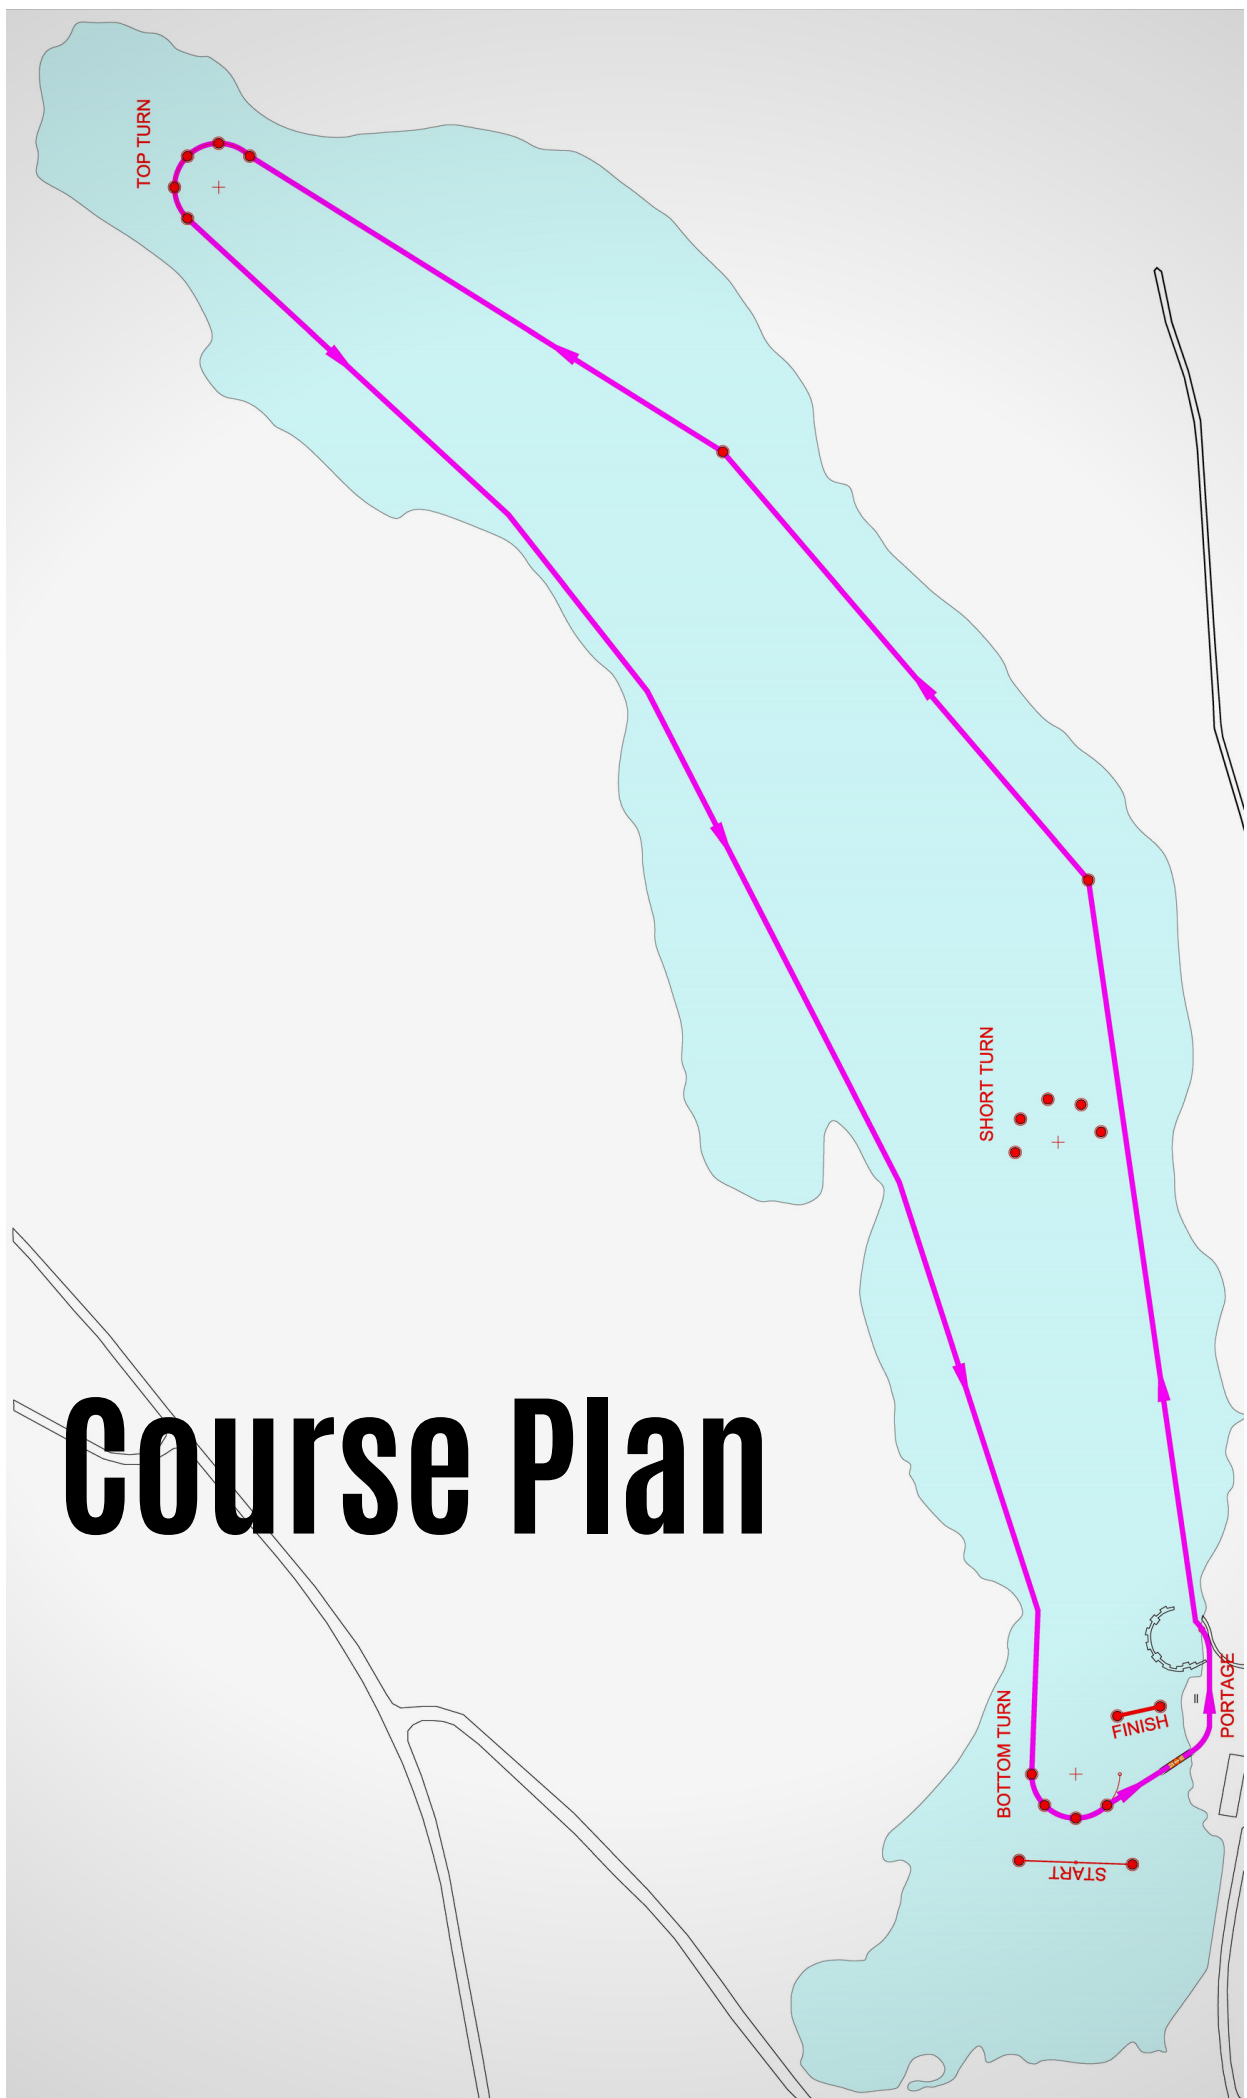 TOP TURN
SHORT TURN
Course Plan
PORTAGE
BOTTOM TURN
FINISH
START